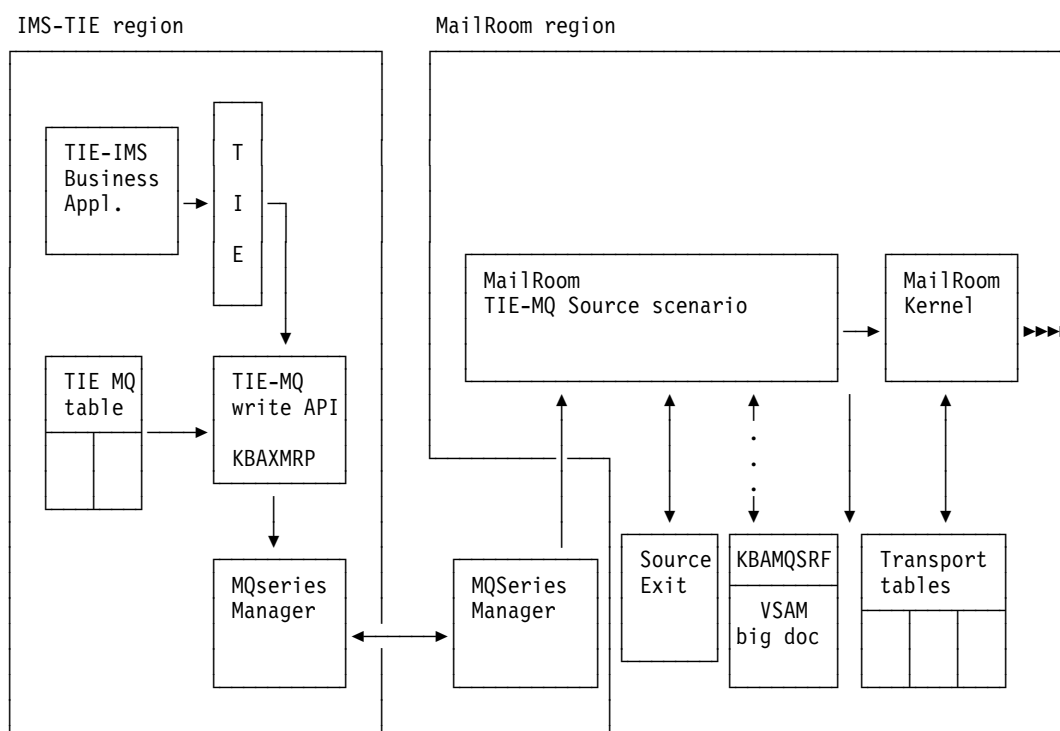 IMS-TIE region
MailRoom region
TIE-IMS
Business
Appl.
T
I
E
MailRoom
TIE-MQ Source scenario
MailRoom
Kernel
TIE MQ
table
TIE-MQ
write API
KBAXMRP
MQseries
Manager
MQSeries
Manager
Source
Exit
KBAMQSRF
VSAM
big doc
Transport
tables